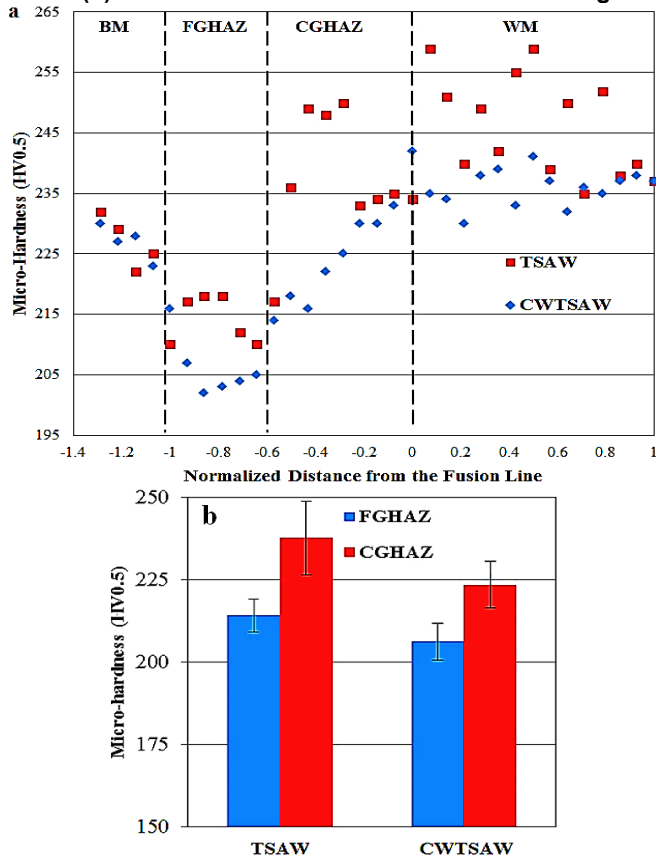 a
BM FGHAZ CGHAZ WM
265
255
245
235
225
215
205
195
Micro-Hardness (HV0.5)
TSAW
CWTSAW
-1.4 -1.2 -1 -0.8 -0.6 -0.4 -0.2 0 0.2 0.4 0.6 0.8 1
Normalized Distance from the Fusion Line
b
FGHAZ
CGHAZ
250
225
200
175
150
Micro-hardness (HV0.5)
TSAW CWTSAW